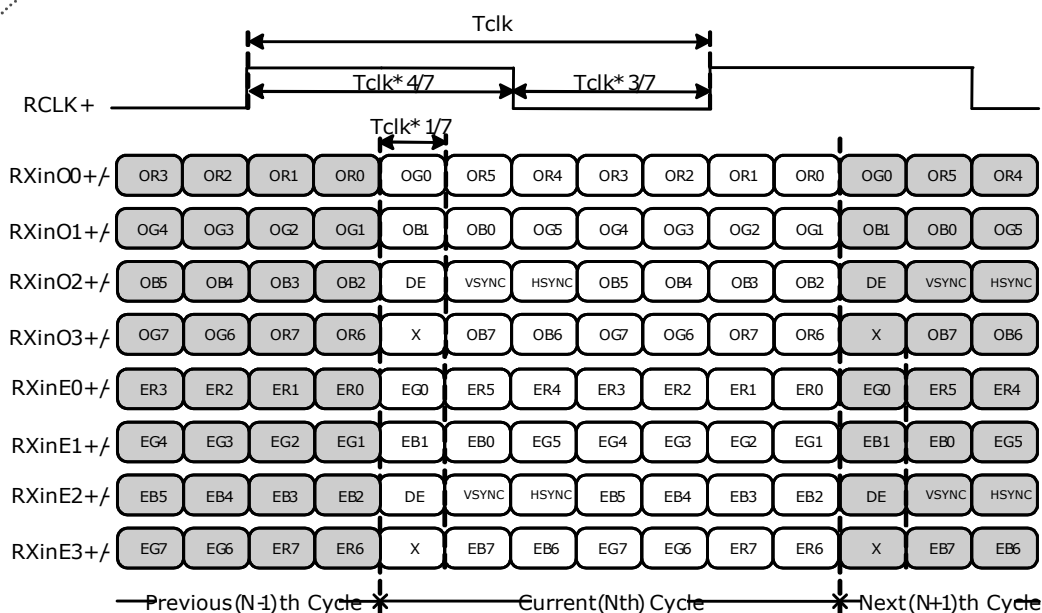 Tclk
Tclk*4/7 Tclk*3/7
RCLK+
Tclk*1/7
RXinO0+/- OR3 OR2 OR1 OR0 OG0 OR5 OR4 OR3 OR2 OR1 OR0 OG0 OR5 OR4
RXinO1+/- OG4 OG3 OG2 OG1 OB1 OB0 OG5 OG4 OG3 OG2 OG1 OB1 OB0 OG5
RXinO2+/- OB5 OB4 OB3 OB2 DE VSYNC HSYNC OB5 OB4 OB3 OB2 DE VSYNC HSYNC
RXinO3+/- OG7 OG6 OR7 OR6 X OB7 OB6 OG7 OG6 OR7 OR6 X OB7 OB6
RXinE0+/- ER3 ER2 ER1 ER0 EG0 ER5 ER4 ER3 ER2 ER1 ER0 EG0 ER5 ER4
RXinE1+/- EG4 EG3 EG2 EG1 EB1 EB0 EG5 EG4 EG3 EG2 EG1 EB1 EB0 EG5
RXinE2+/- EB5 EB4 EB3 EB2 DE VSYNC HSYNC EB5 EB4 EB3 EB2 DE VSYNC HSYNC
RXinE3+/- EG7 EG6 ER7 ER6 X EB7 EB6 EG7 EG6 ER7 ER6 X EB7 EB6
Previous(N-1)th Cycle Current(Nth) Cycle Next(N+1)th Cycle